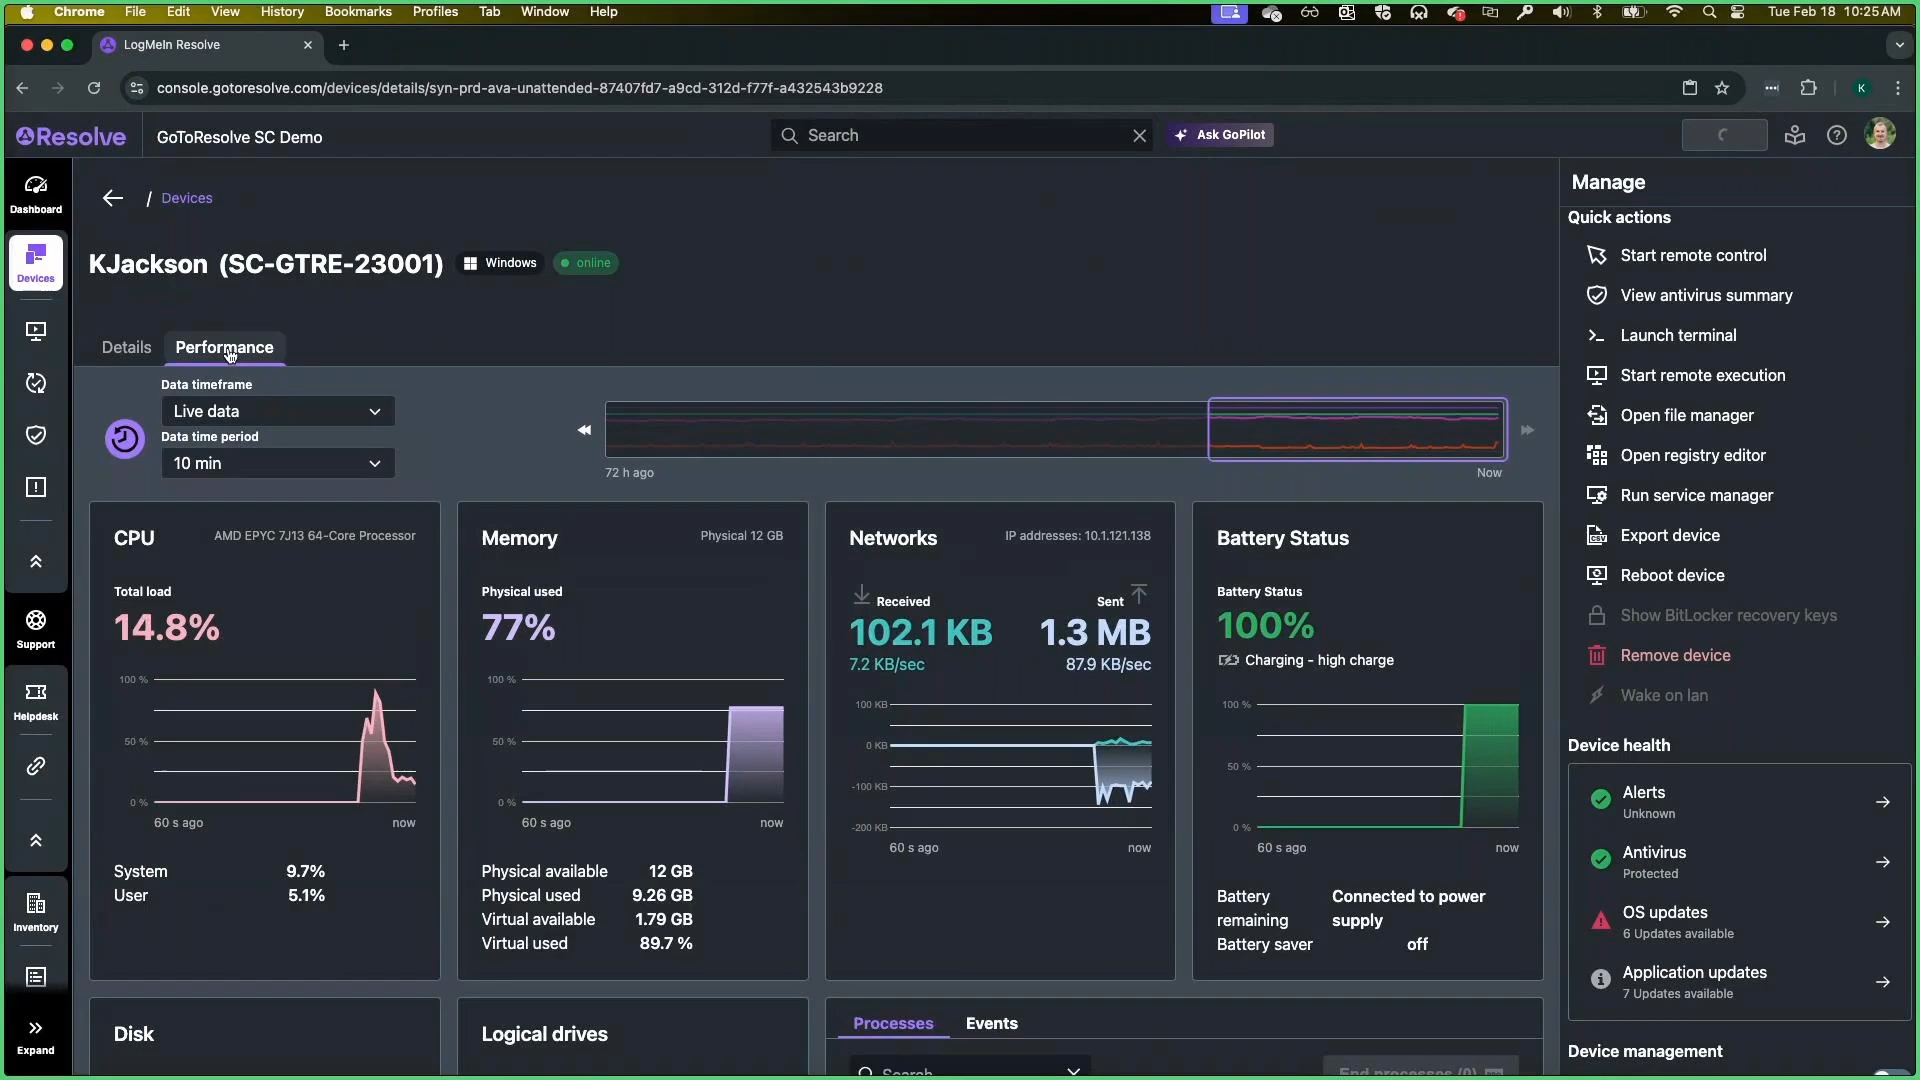 Chrome File Edit View History Bookmarks Profiles Tab Window Help
Tue Feb 18 10:25AM
LogMeIn Resolve
console.gotoresolve.com/devices/details/syn-prd-ava-unattended-87407fd7-a9cd-312d-f77f-a432543b9228
K
Resolve
GoToResolve SC Demo
Search
Ask GoPilot
Dashboard
Devices
Support
Helpdesk
Inventory
Expand
/ Devices
KJackson (SC-GTRE-23001)
Windows
online
Details
Performance
Data timeframe
Live data
Data time period
10 min
72 h ago
Now
CPU
AMD EPYC 7J13 64-Core Processor
Total load
14.8%
100 %
50 %
0 %
60 s ago
now
System 9.7%
User 5.1%
Memory
Physical 12 GB
Physical used
77%
100 %
50 %
0 %
60 s ago
now
Physical available 12 GB
Physical used 9.26 GB
Virtual available 1.79 GB
Virtual used 89.7 %
Networks
IP addresses: 10.1.121.138
Received
Sent
102.1 KB
1.3 MB
7.2 KB/sec
87.9 KB/sec
100 KB
0 KB
-100 KB
-200 KB
60 s ago
now
Battery Status
Battery Status
100%
Charging - high charge
100 %
50 %
0 %
60 s ago
now
Battery remaining
Connected to power supply
Battery saver off
Disk
Logical drives
Processes
Events
Search
End processes (0)
Manage
Quick actions
Start remote control
View antivirus summary
Launch terminal
Start remote execution
Open file manager
Open registry editor
Run service manager
Export device
Reboot device
Show BitLocker recovery keys
Remove device
Wake on lan
Device health
Alerts
Unknown
Antivirus
Protected
OS updates
6 Updates available
Application updates
7 Updates available
Device management